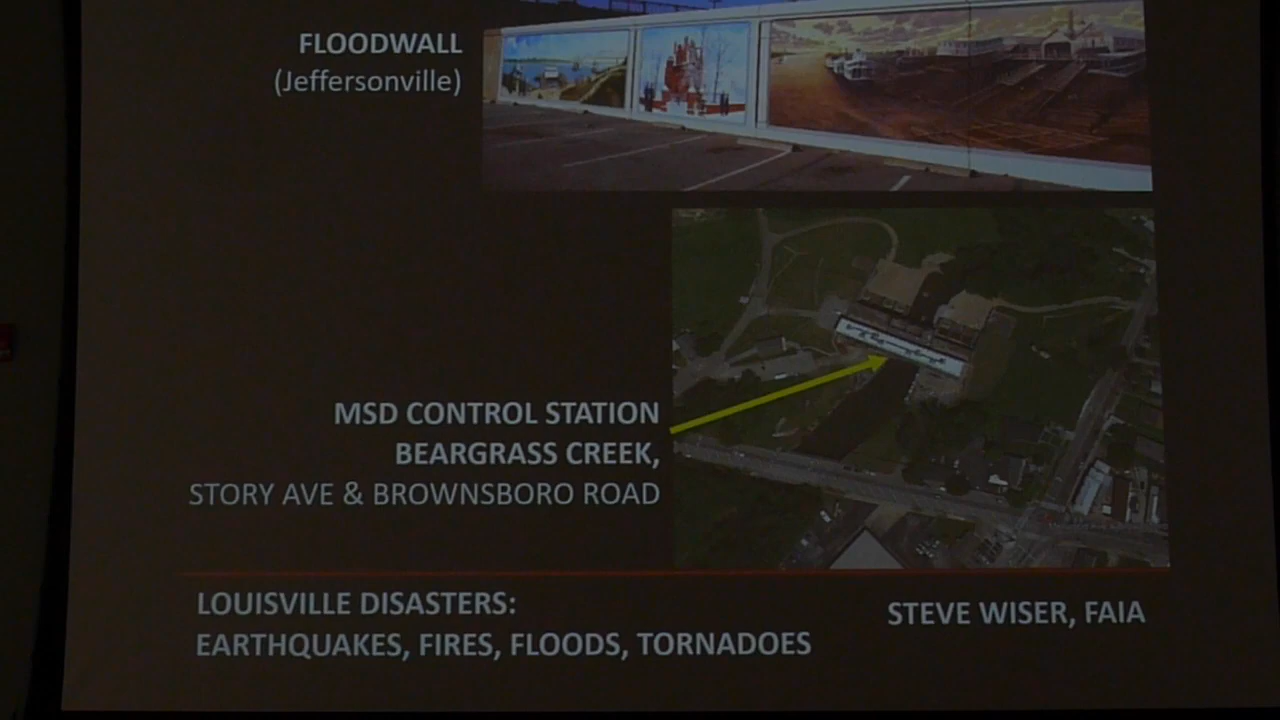 FLOODWALL
(Jeffersonville)
MSD CONTROL STATION
BEARGRASS CREEK,
STORY AVE & BROWNSBORO ROAD
LOUISVILLE DISASTERS:
EARTHQUAKES, FIRES, FLOODS, TORNADOES
STEVE WISER, FAIA